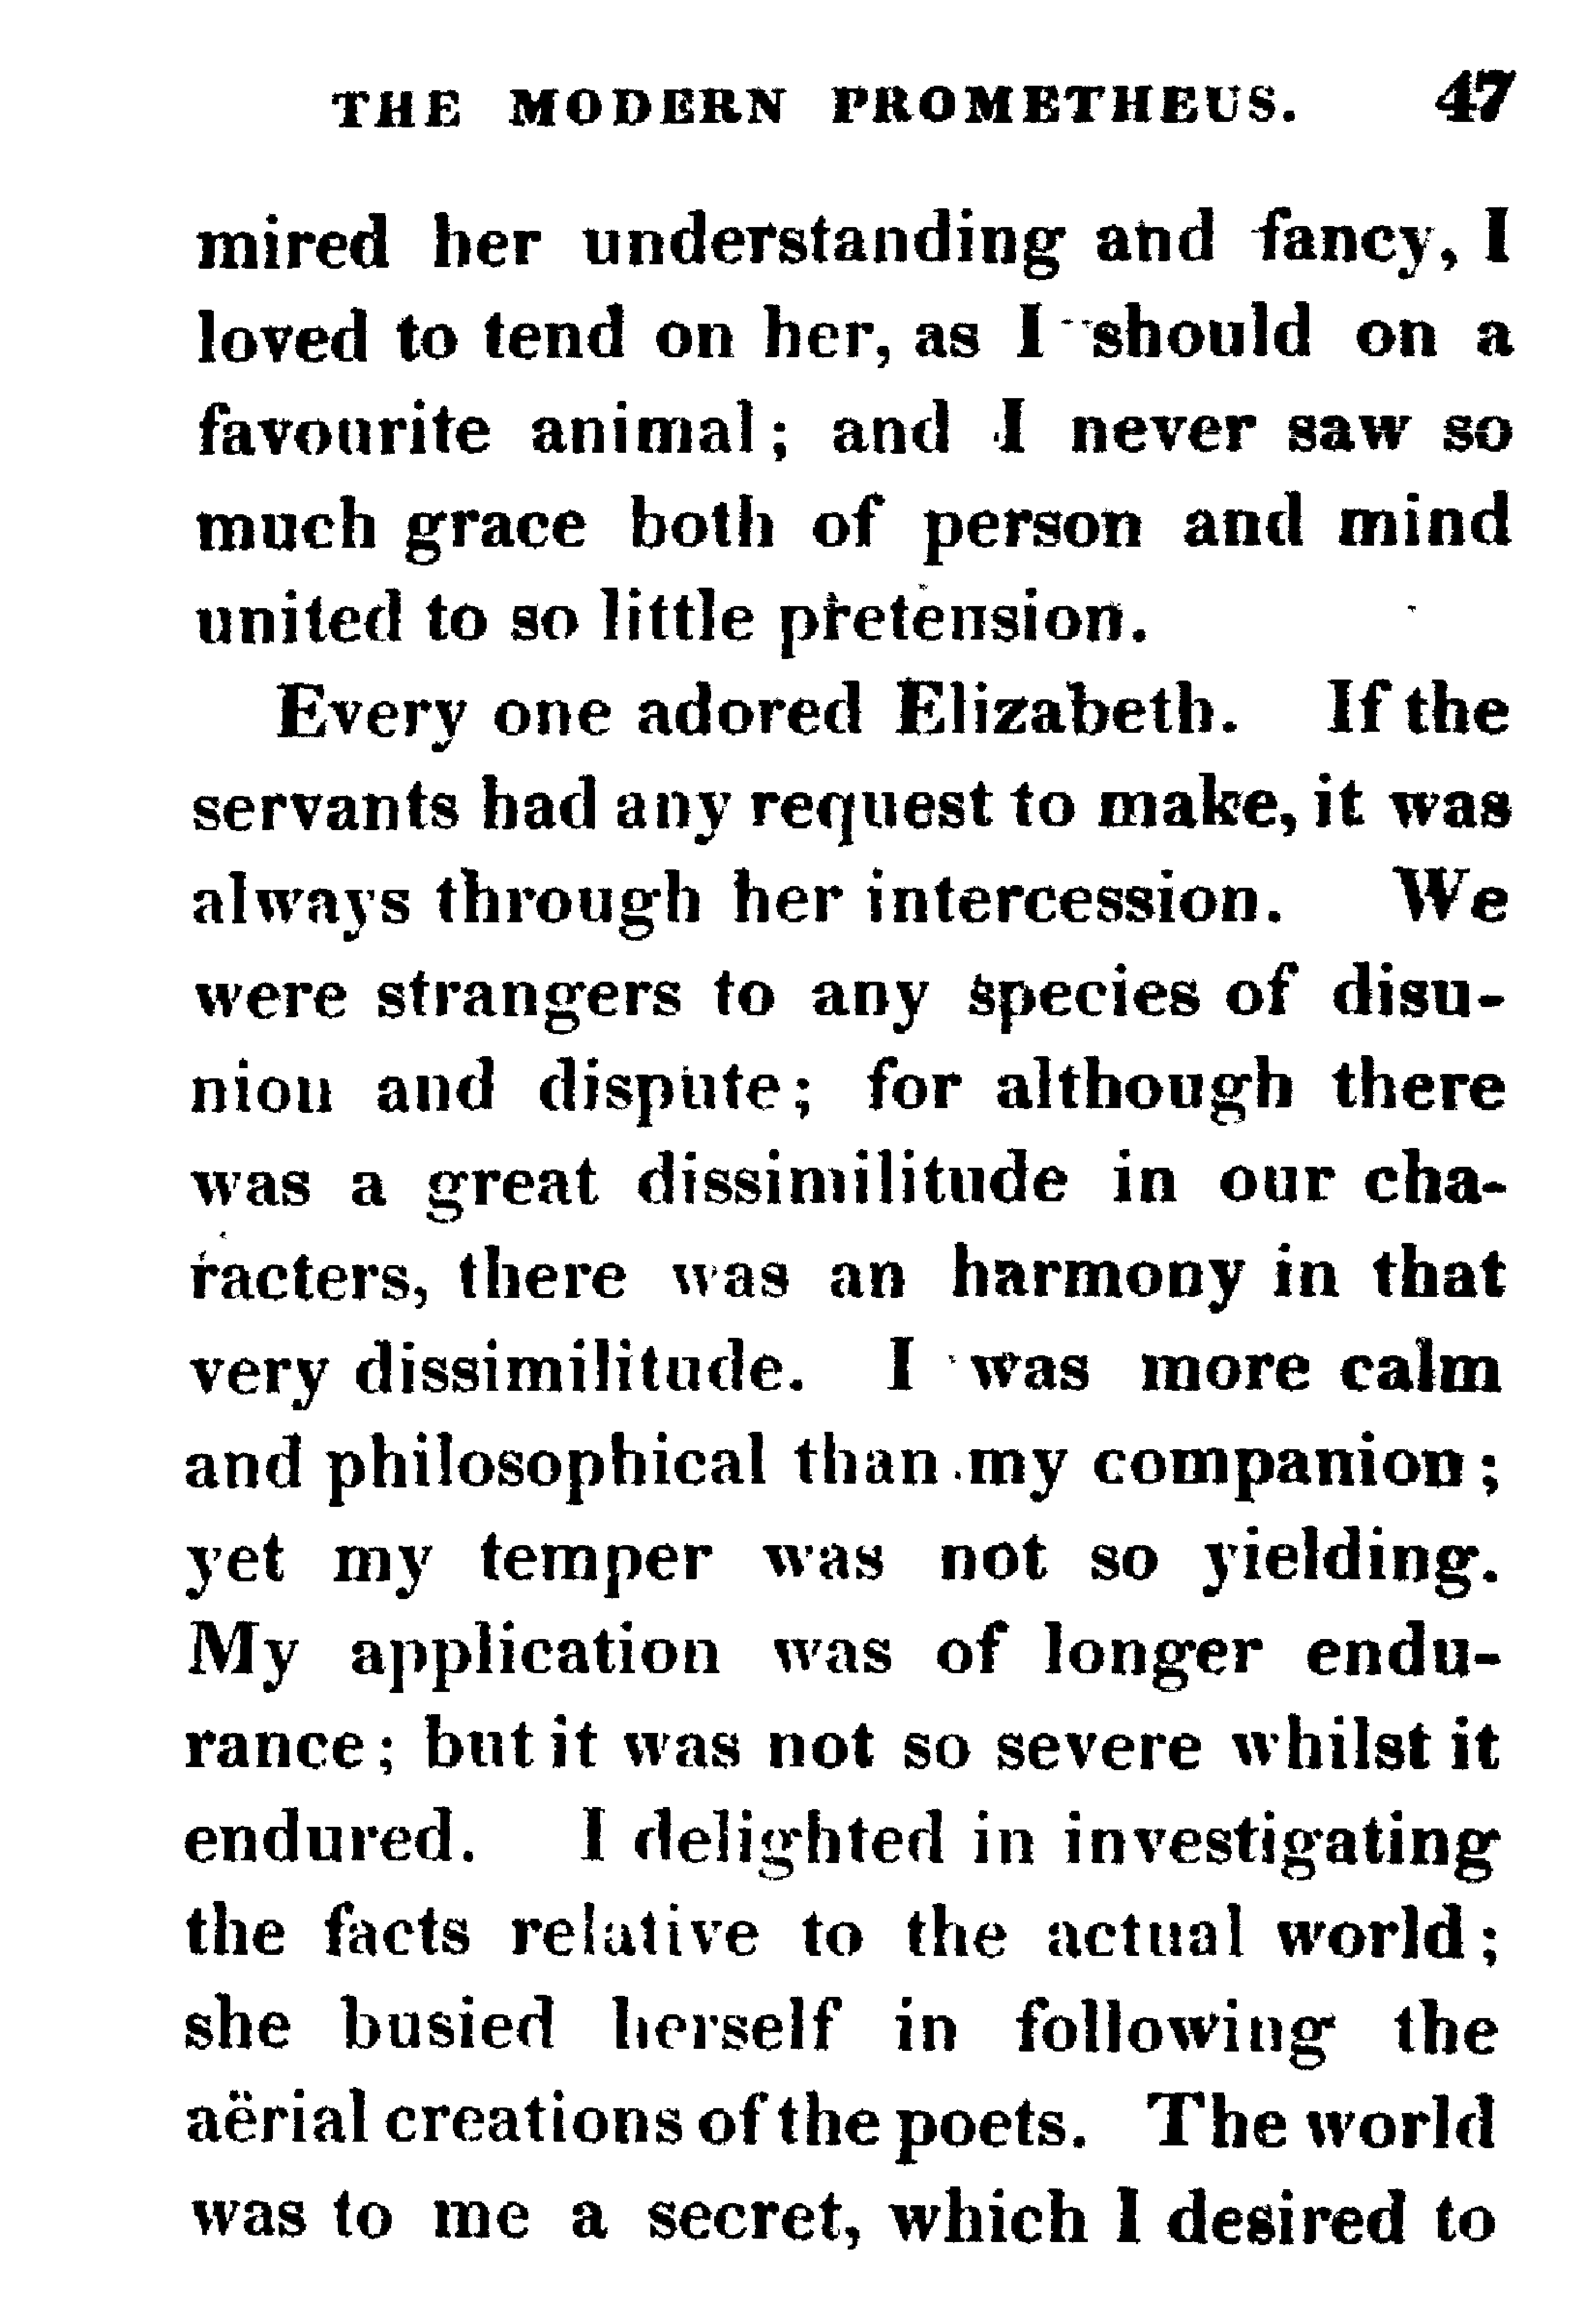 THE MODERN PROMETHEUS. 47
mired her understanding and fancy, I
loved to tend on her, as I should on a
favourite animal; and I never saw so
much grace both of person and mind
united to so little pretension.
Every one adored Elizabeth. If the
servants had any request to make, it was
always through her intercession. We
were strangers to any species of disu-
nion and dispute; for although there
was a great dissimilitude in our cha-
racters, there was an harmony in that
very dissimilitude. I was more calm
and philosophical than my companion;
yet my temper was not so yielding.
My application was of longer endu-
rance; but it was not so severe whilst it
endured. I delighted in investigating
the facts relative to the actual world;
she busied herself in following the
aërial creations of the poets. The world
was to me a secret, which I desired to